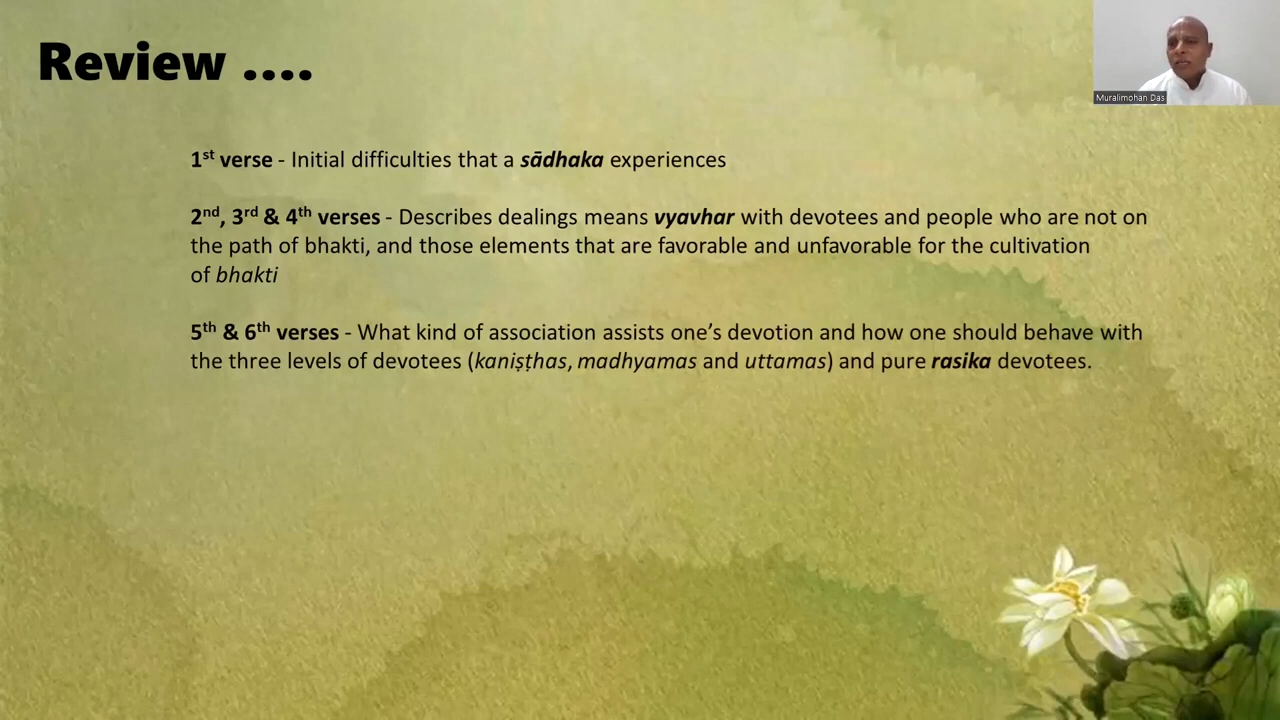 Review ....
Muralimohan Das
1st verse - Initial difficulties that a sādhaka experiences
2nd, 3rd & 4th verses - Describes dealings means vyavhar with devotees and people who are not on
the path of bhakti, and those elements that are favorable and unfavorable for the cultivation
of bhakti
5th & 6th verses - What kind of association assists one’s devotion and how one should behave with
the three levels of devotees (kaniṣṭhas, madhyamas and uttamas) and pure rasika devotees.